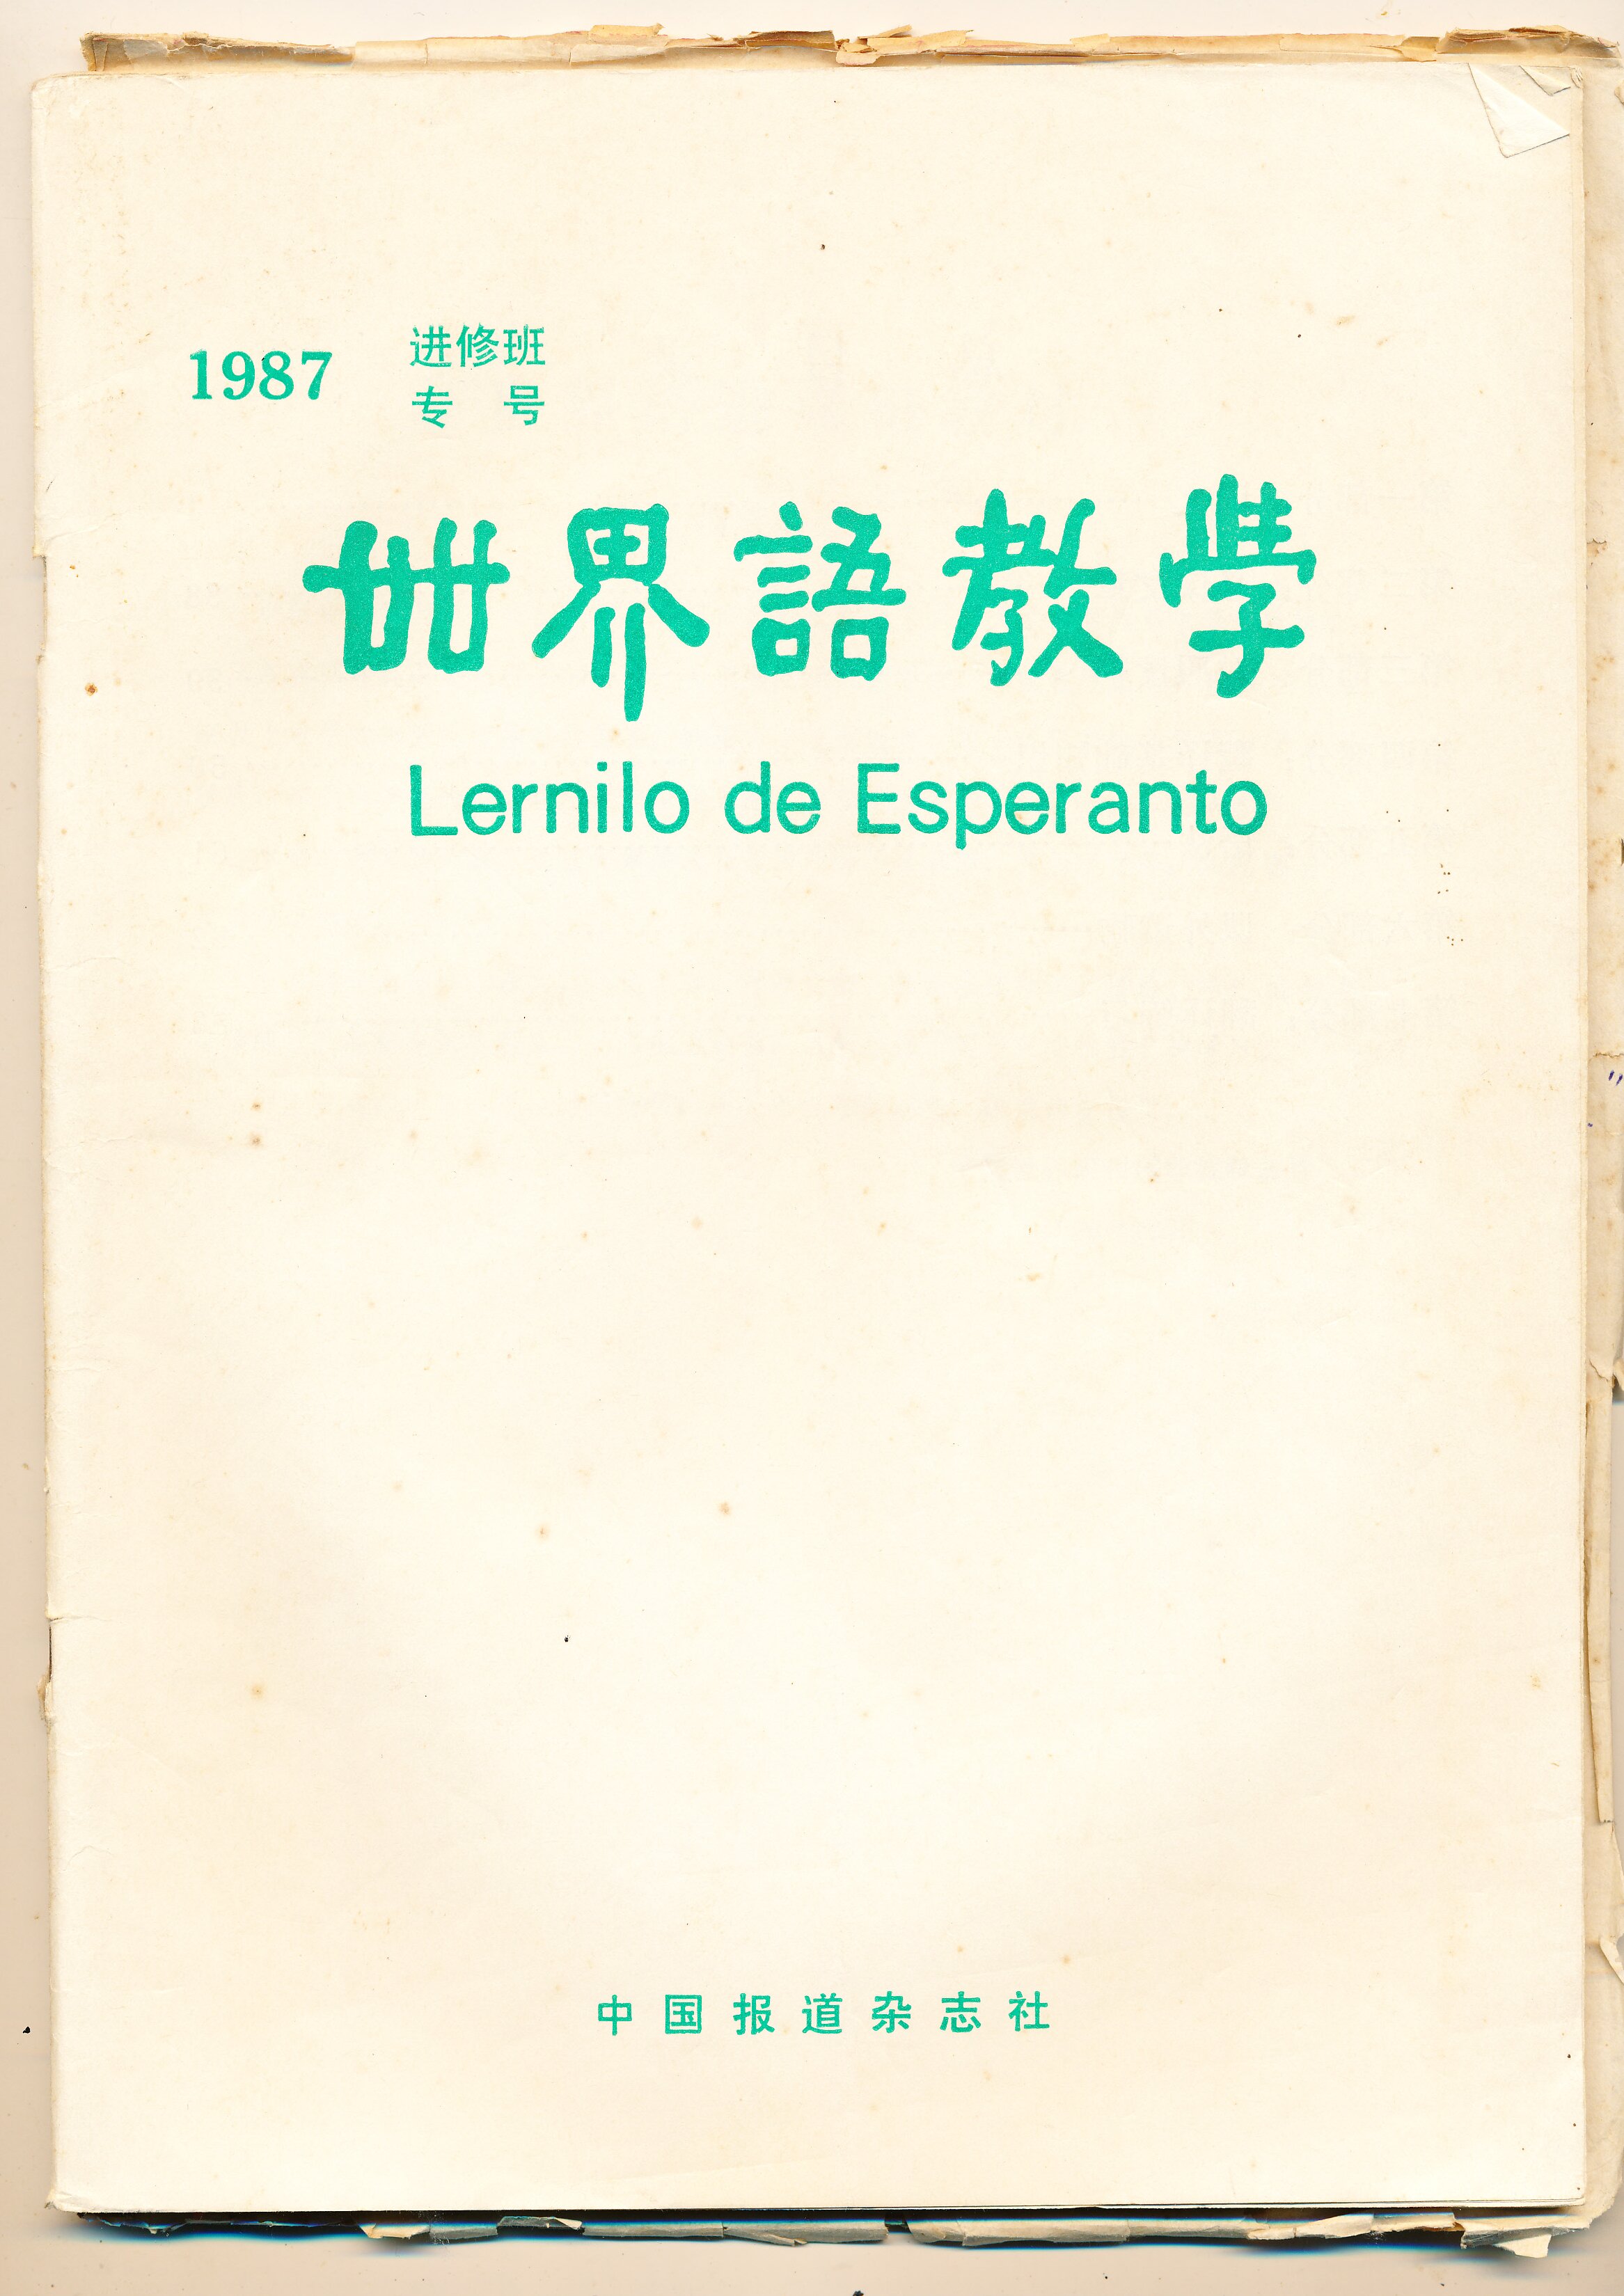 1987
进修班
专 号
世界語教學
Lernilo de Esperanto
中国报道杂志社